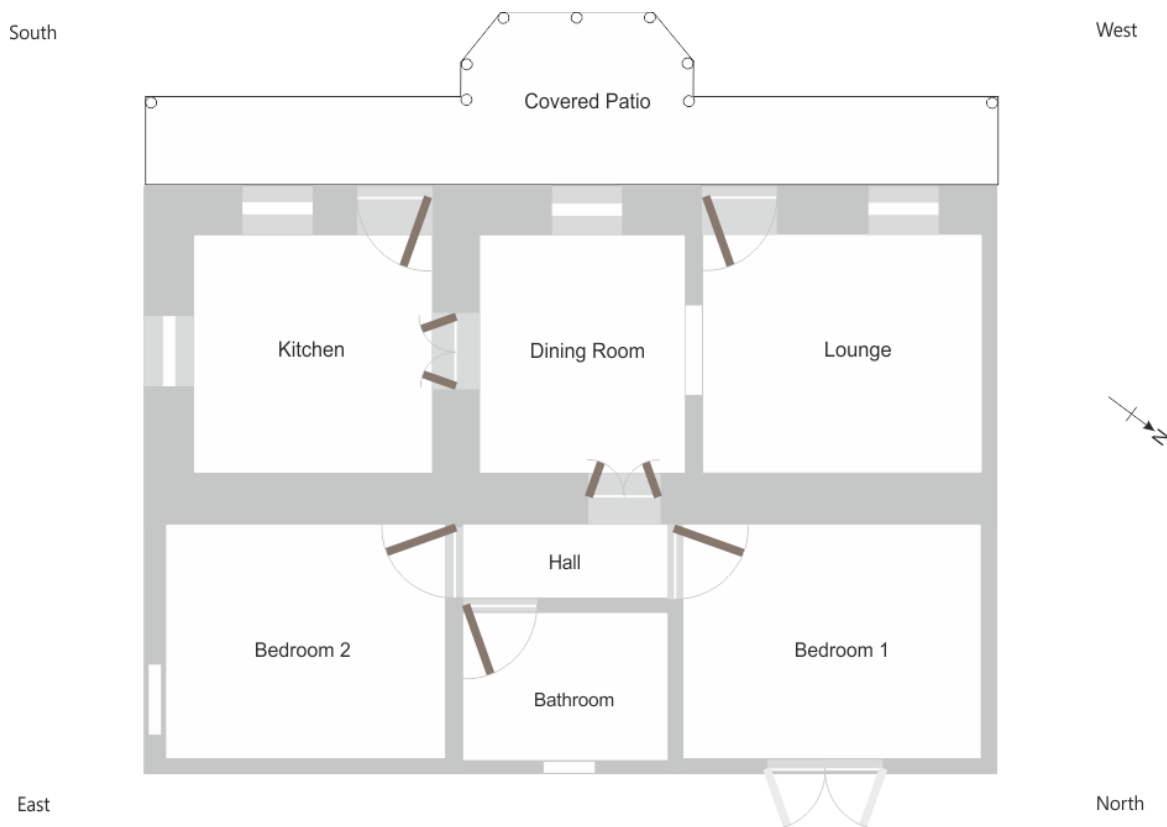 South
West
Covered Patio
Kitchen
Dining Room
Lounge
N
Hall
Bedroom 2
Bedroom 1
Bathroom
East
North